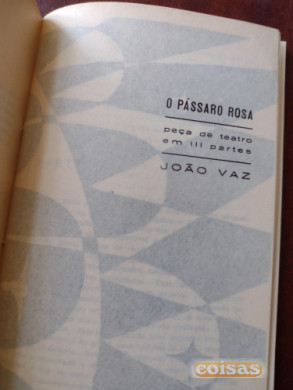 O PÁSSARO ROSA
peça de teatro
em III partes
JOÃO VAZ
coisas